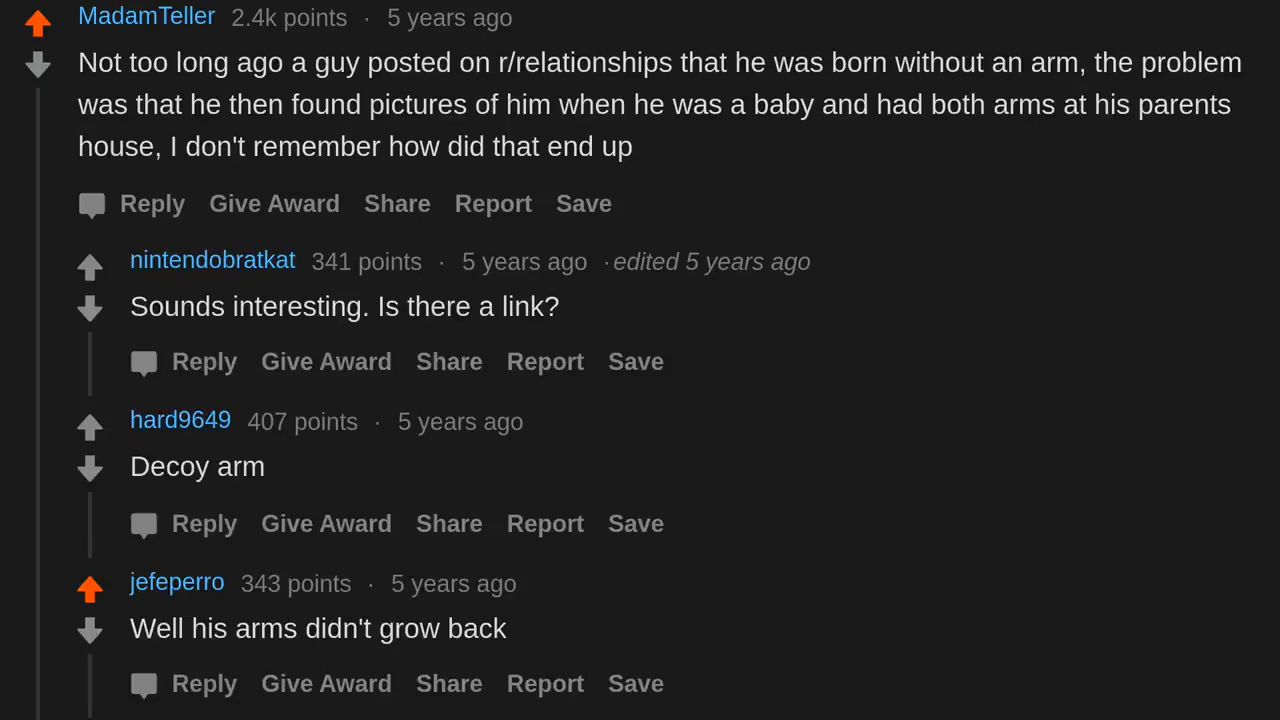 MadamTeller 2.4k points · 5 years ago
Not too long ago a guy posted on r/relationships that he was born without an arm, the problem
was that he then found pictures of him when he was a baby and had both arms at his parents
house, I don't remember how did that end up
Reply Give Award Share Report Save
nintendobratkat 341 points · 5 years ago · edited 5 years ago
Sounds interesting. Is there a link?
Reply Give Award Share Report Save
hard9649 407 points · 5 years ago
Decoy arm
Reply Give Award Share Report Save
jefeperro 343 points · 5 years ago
Well his arms didn't grow back
Reply Give Award Share Report Save